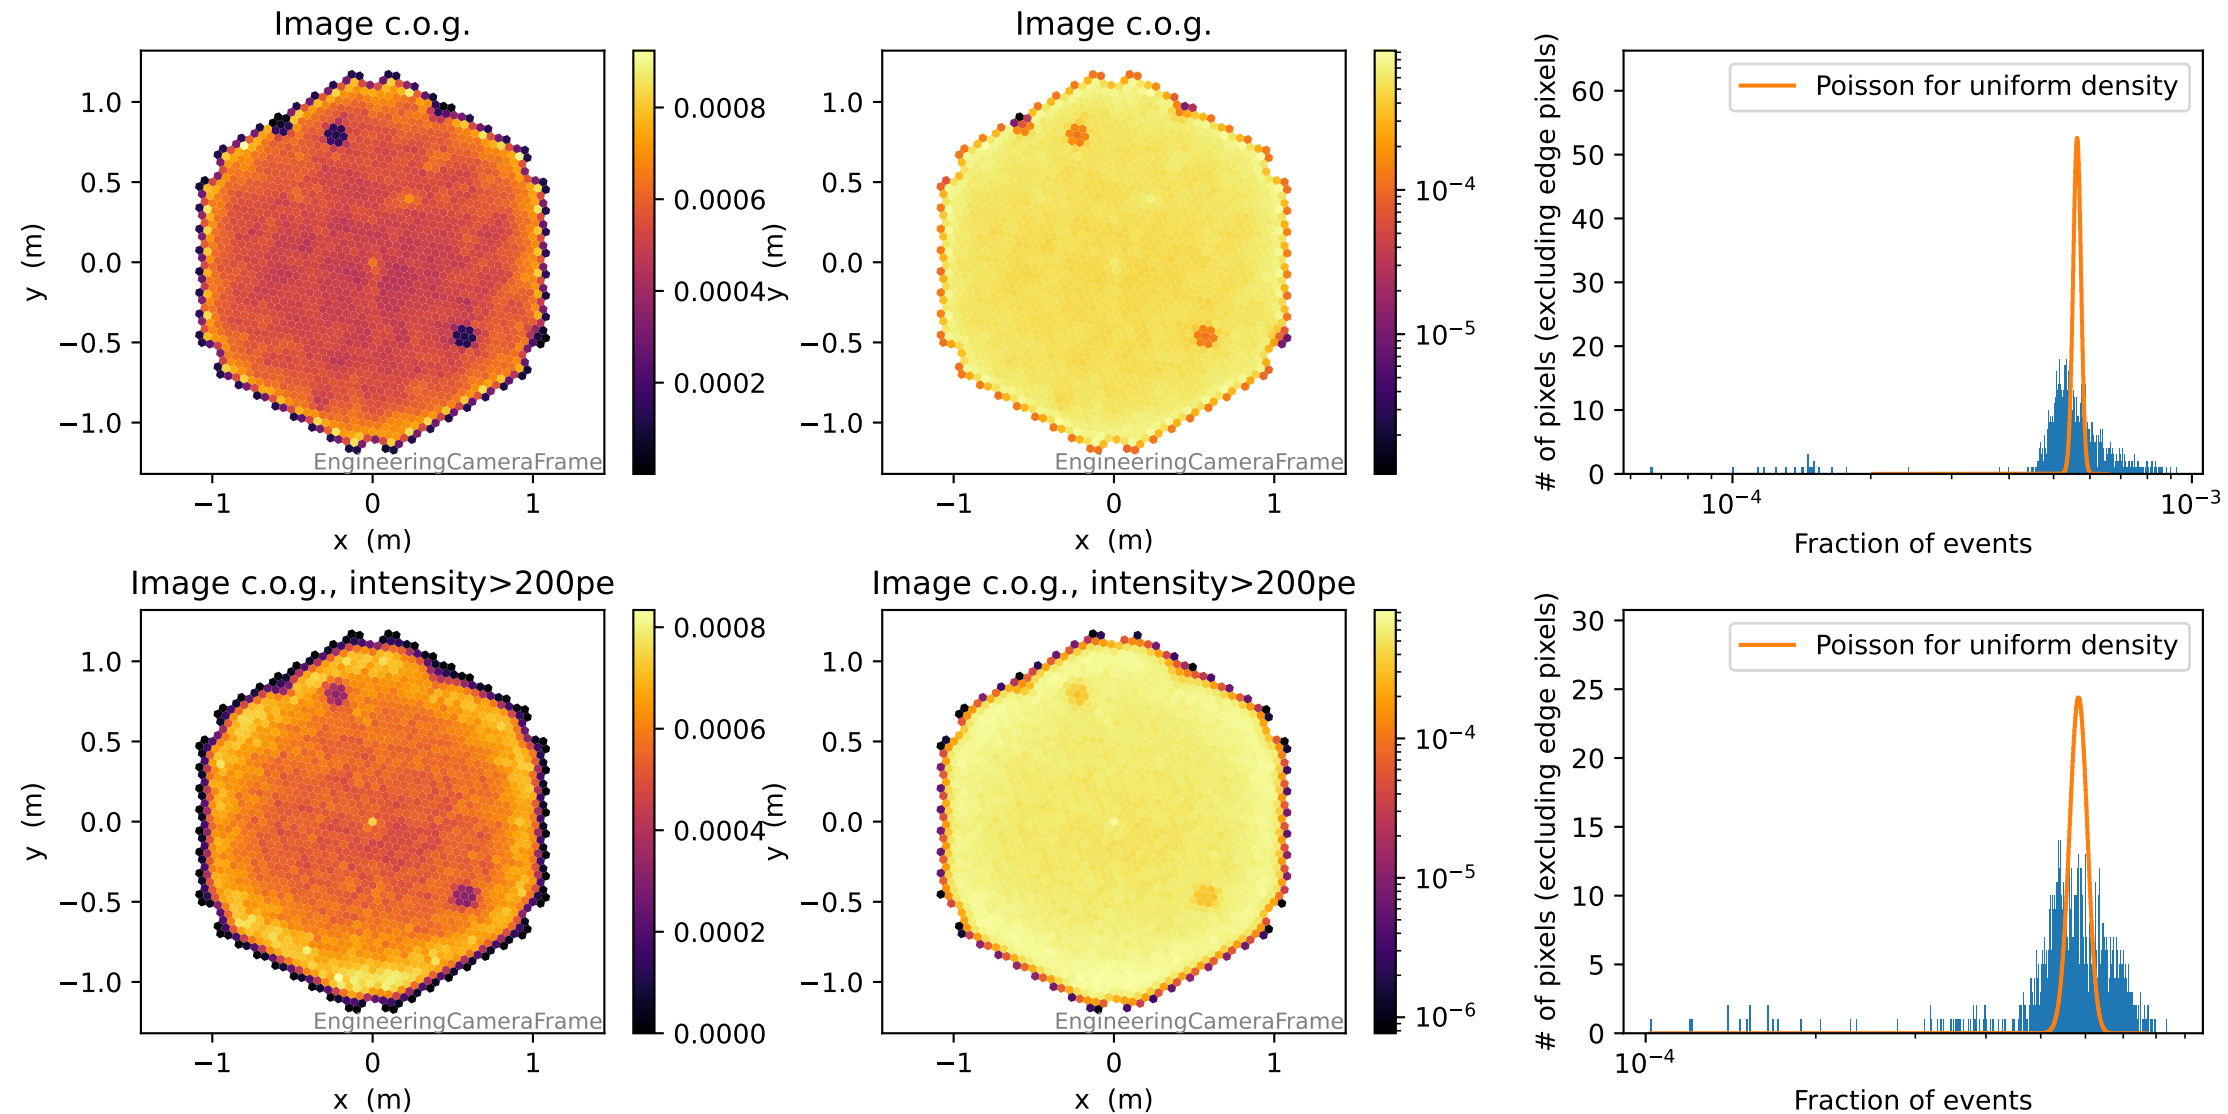 Image c.o.g.
1.0
0.5
0.0
−0.5
−1.0
y (m)
−1
0
1
x (m)
EngineeringCameraFrame
0.0008
0.0006
0.0004
0.0002
Image c.o.g.
1.0
0.5
0.0
−0.5
−1.0
y (m)
−1
0
1
x (m)
EngineeringCameraFrame
10⁻⁴
10⁻⁵
# of pixels (excluding edge pixels)
60
50
40
30
20
10
0
Poisson for uniform density
10⁻⁴
10⁻³
Fraction of events
Image c.o.g., intensity>200pe
1.0
0.5
0.0
−0.5
−1.0
y (m)
−1
0
1
x (m)
EngineeringCameraFrame
0.0008
0.0006
0.0004
0.0002
0.0000
Image c.o.g., intensity>200pe
1.0
0.5
0.0
−0.5
−1.0
y (m)
−1
0
1
x (m)
EngineeringCameraFrame
10⁻⁴
10⁻⁵
10⁻⁶
# of pixels (excluding edge pixels)
30
25
20
15
10
5
0
Poisson for uniform density
10⁻⁴
Fraction of events